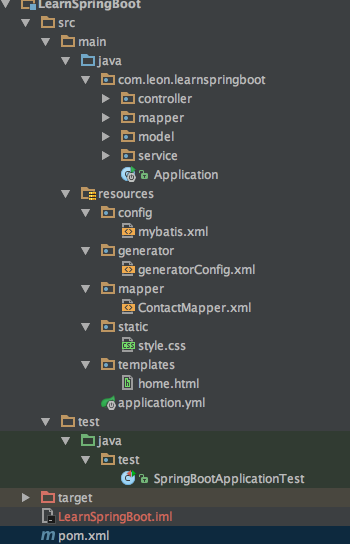 LearnSpringBoot
src
main
java
com.leon.learnspringboot
controller
mapper
model
service
Application
resources
config
mybatis.xml
generator
generatorConfig.xml
mapper
ContactMapper.xml
static
style.css
templates
home.html
application.yml
test
java
test
SpringBootApplicationTest
target
LearnSpringBoot.iml
pom.xml